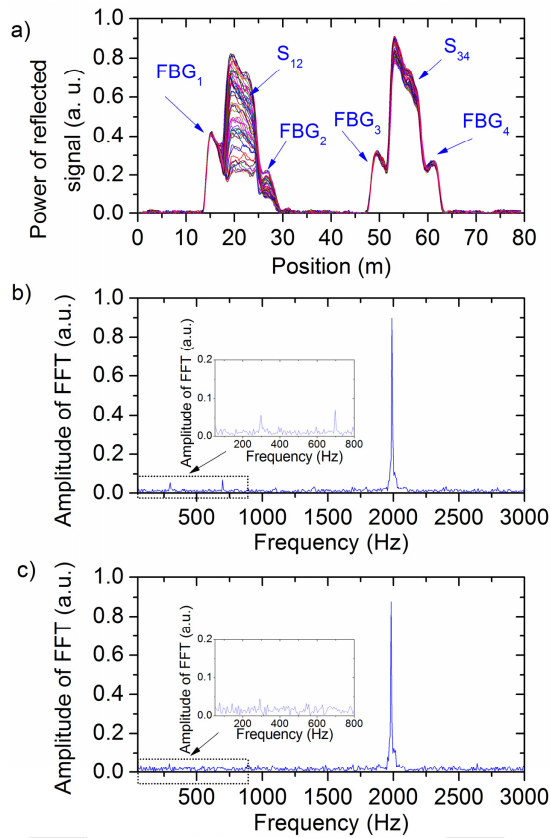 a)
Power of reflected
signal (a. u.)
1.0
0.8
0.6
0.4
0.2
0.0
FBG1
S12
FBG2
FBG3
S34
FBG4
0 10 20 30 40 50 60 70 80
Position (m)
b)
Amplitude of FFT (a.u.)
1.0
0.8
0.6
0.4
0.2
0.0
Amplitude of FFT (a.u.)
0.2
0.1
0.0
200 400 600 800
Frequency (Hz)
500 1000 1500 2000 2500 3000
Frequency (Hz)
c)
Amplitude of FFT (a.u.)
1.0
0.8
0.6
0.4
0.2
0.0
Amplitude of FFT (a.u.)
0.2
0.1
0.0
200 400 600 800
Frequency (Hz)
500 1000 1500 2000 2500 3000
Frequency (Hz)